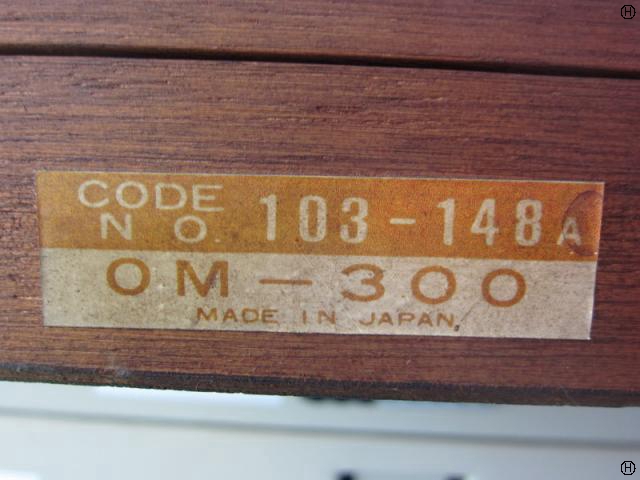 CODE NO. 103-148A
OM-300
MADE IN JAPAN.
H
H